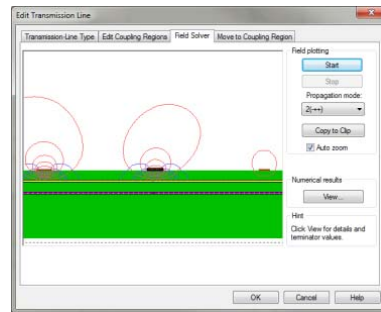 Edit Transmission Line
Transmission-Line Type
Edit Coupling Regions
Field Solver
Move to Coupling Region
Field plotting
Start
Stop
Propagation mode:
Copy to Clip
Auto zoom
Numerical results
View...
Hint
Click View for details and
terminator values.
OK
Cancel
Help